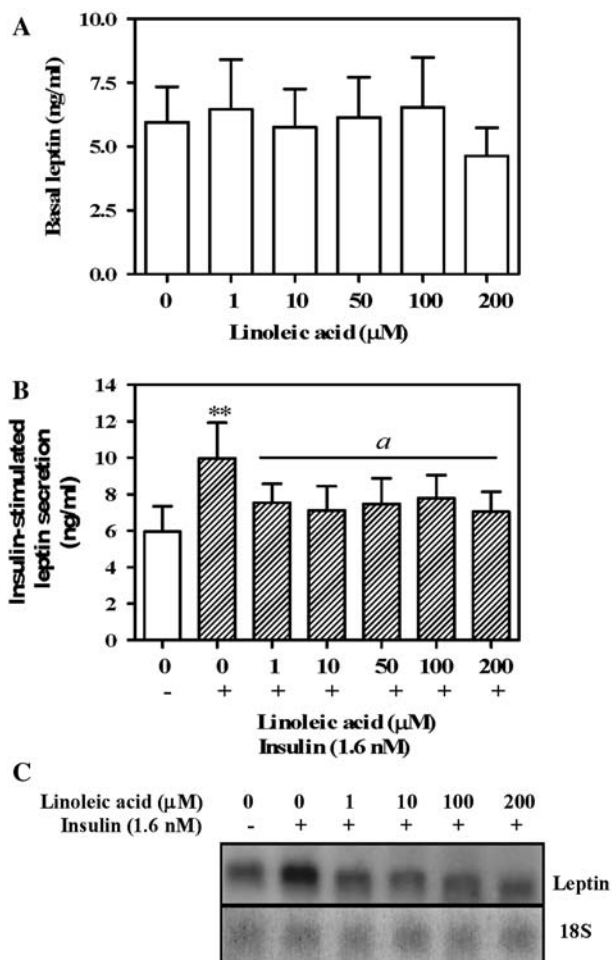 A
10.0
7.5
5.0
2.5
0.0
Basal leptin (ng/ml)
0 1 10 50 100 200
Linoleic acid (μM)
B
14
12
10
8
6
4
2
0
Insulin-stimulated
leptin secretion
(ng/ml)
**
a
0 0 1 10 50 100 200
- + + + + + +
Linoleic acid (μM)
Insulin (1.6 nM)
C
Linoleic acid (μM) 0 0 1 10 100 200
Insulin (1.6 nM) - + + + + +
Leptin
18S